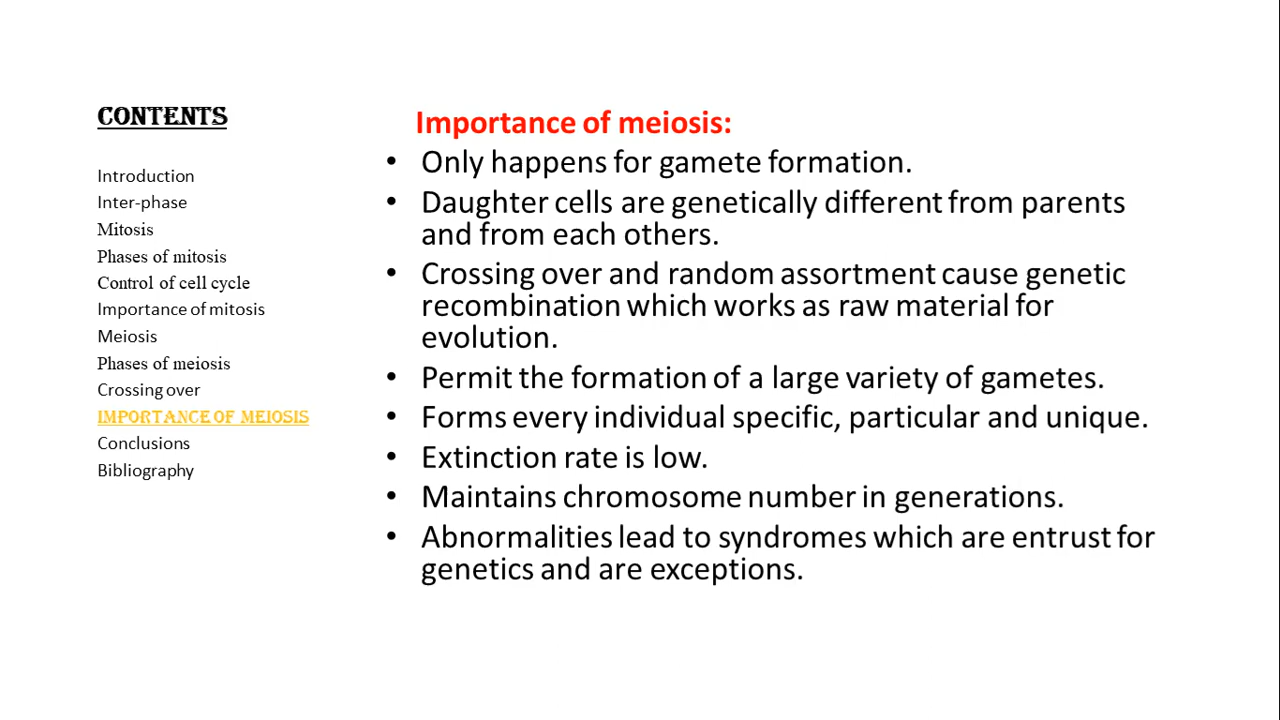 CONTENTS
Introduction
Inter-phase
Mitosis
Phases of mitosis
Control of cell cycle
Importance of mitosis
Meiosis
Phases of meiosis
Crossing over
IMPORTANCE OF MEIOSIS
Conclusions
Bibliography
Importance of meiosis:
• Only happens for gamete formation.
• Daughter cells are genetically different from parents
and from each others.
• Crossing over and random assortment cause genetic
recombination which works as raw material for
evolution.
• Permit the formation of a large variety of gametes.
• Forms every individual specific, particular and unique.
• Extinction rate is low.
• Maintains chromosome number in generations.
• Abnormalities lead to syndromes which are entrust for
genetics and are exceptions.